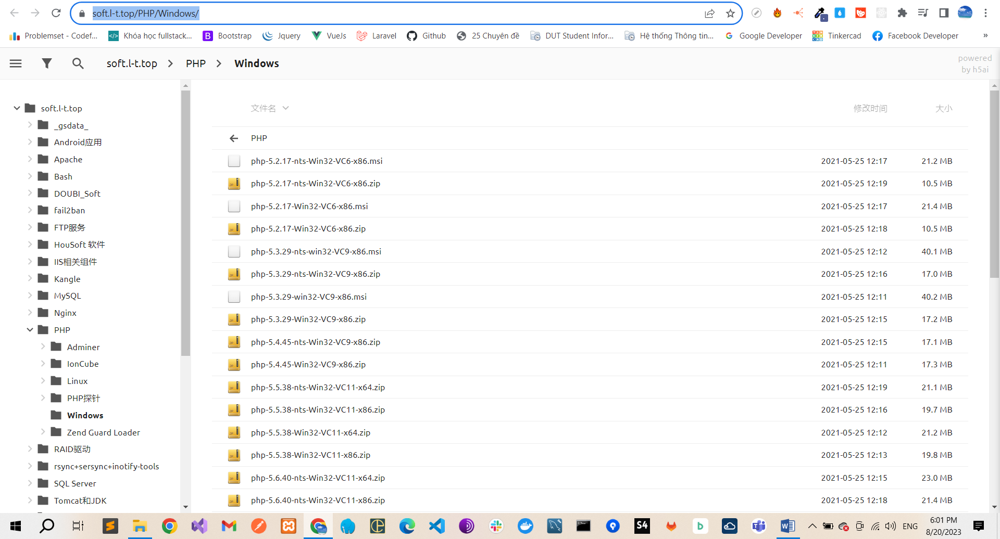 soft.l-t.top/PHP/Windows/
Problemset - Codef...
Khóa học fullstack...
Bootstrap
Jquery
VueJs
Laravel
Github
25 Chuyên đề
DUT Student Infor...
Hệ thống Thông tin...
Google Developer
Tinkercad
Facebook Developer
»
soft.l-t.top > PHP > Windows
powered
by h5ai
soft.l-t.top
_gsdata_
Android应用
Apache
Bash
DOUBI_Soft
fail2ban
FTP服务
HouSoft 软件
IIS相关组件
Kangle
MySQL
Nginx
PHP
Adminer
IonCube
Linux
PHP探针
Windows
Zend Guard Loader
RAID驱动
rsync+sersync+inotify-tools
SQL Server
Tomcat和JDK
文件名 修改时间 大小
PHP
php-5.2.17-nts-Win32-VC6-x86.msi 2021-05-25 12:17 21.2 MB
php-5.2.17-nts-Win32-VC6-x86.zip 2021-05-25 12:19 10.5 MB
php-5.2.17-Win32-VC6-x86.msi 2021-05-25 12:17 21.4 MB
php-5.2.17-Win32-VC6-x86.zip 2021-05-25 12:18 10.5 MB
php-5.3.29-nts-win32-VC9-x86.msi 2021-05-25 12:12 40.1 MB
php-5.3.29-nts-Win32-VC9-x86.zip 2021-05-25 12:16 17.0 MB
php-5.3.29-win32-VC9-x86.msi 2021-05-25 12:11 40.2 MB
php-5.3.29-Win32-VC9-x86.zip 2021-05-25 12:15 17.2 MB
php-5.4.45-nts-Win32-VC9-x86.zip 2021-05-25 12:15 17.1 MB
php-5.4.45-Win32-VC9-x86.zip 2021-05-25 12:11 17.3 MB
php-5.5.38-nts-Win32-VC11-x64.zip 2021-05-25 12:19 21.1 MB
php-5.5.38-nts-Win32-VC11-x86.zip 2021-05-25 12:16 19.7 MB
php-5.5.38-Win32-VC11-x64.zip 2021-05-25 12:12 21.2 MB
php-5.5.38-Win32-VC11-x86.zip 2021-05-25 12:13 19.8 MB
php-5.6.40-nts-Win32-VC11-x64.zip 2021-05-25 12:15 23.0 MB
php-5.6.40-nts-Win32-VC11-x86.zip 2021-05-25 12:18 21.4 MB
S4
ENG
6:01 PM
8/20/2023